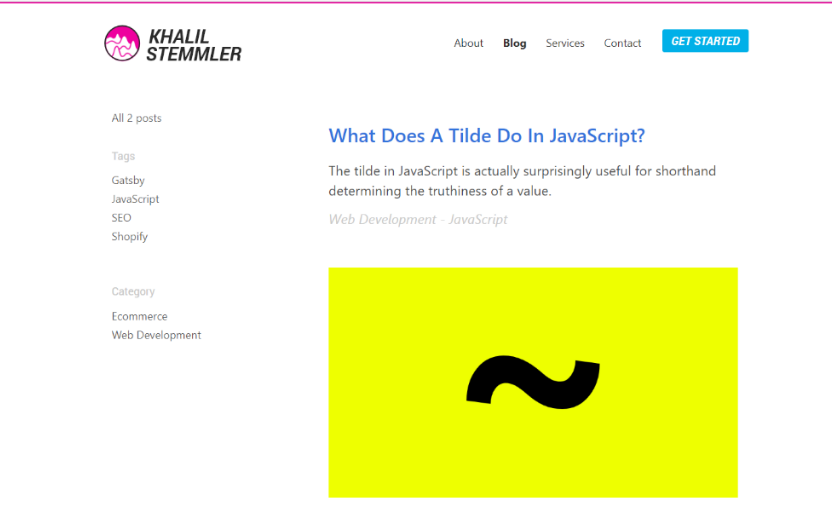 KHALIL
STEMMLER
About Blog Services Contact GET STARTED
All 2 posts
Tags
Gatsby
JavaScript
SEO
Shopify
Category
Ecommerce
Web Development
What Does A Tilde Do In JavaScript?
The tilde in JavaScript is actually surprisingly useful for shorthand
determining the truthiness of a value.
Web Development - JavaScript
~